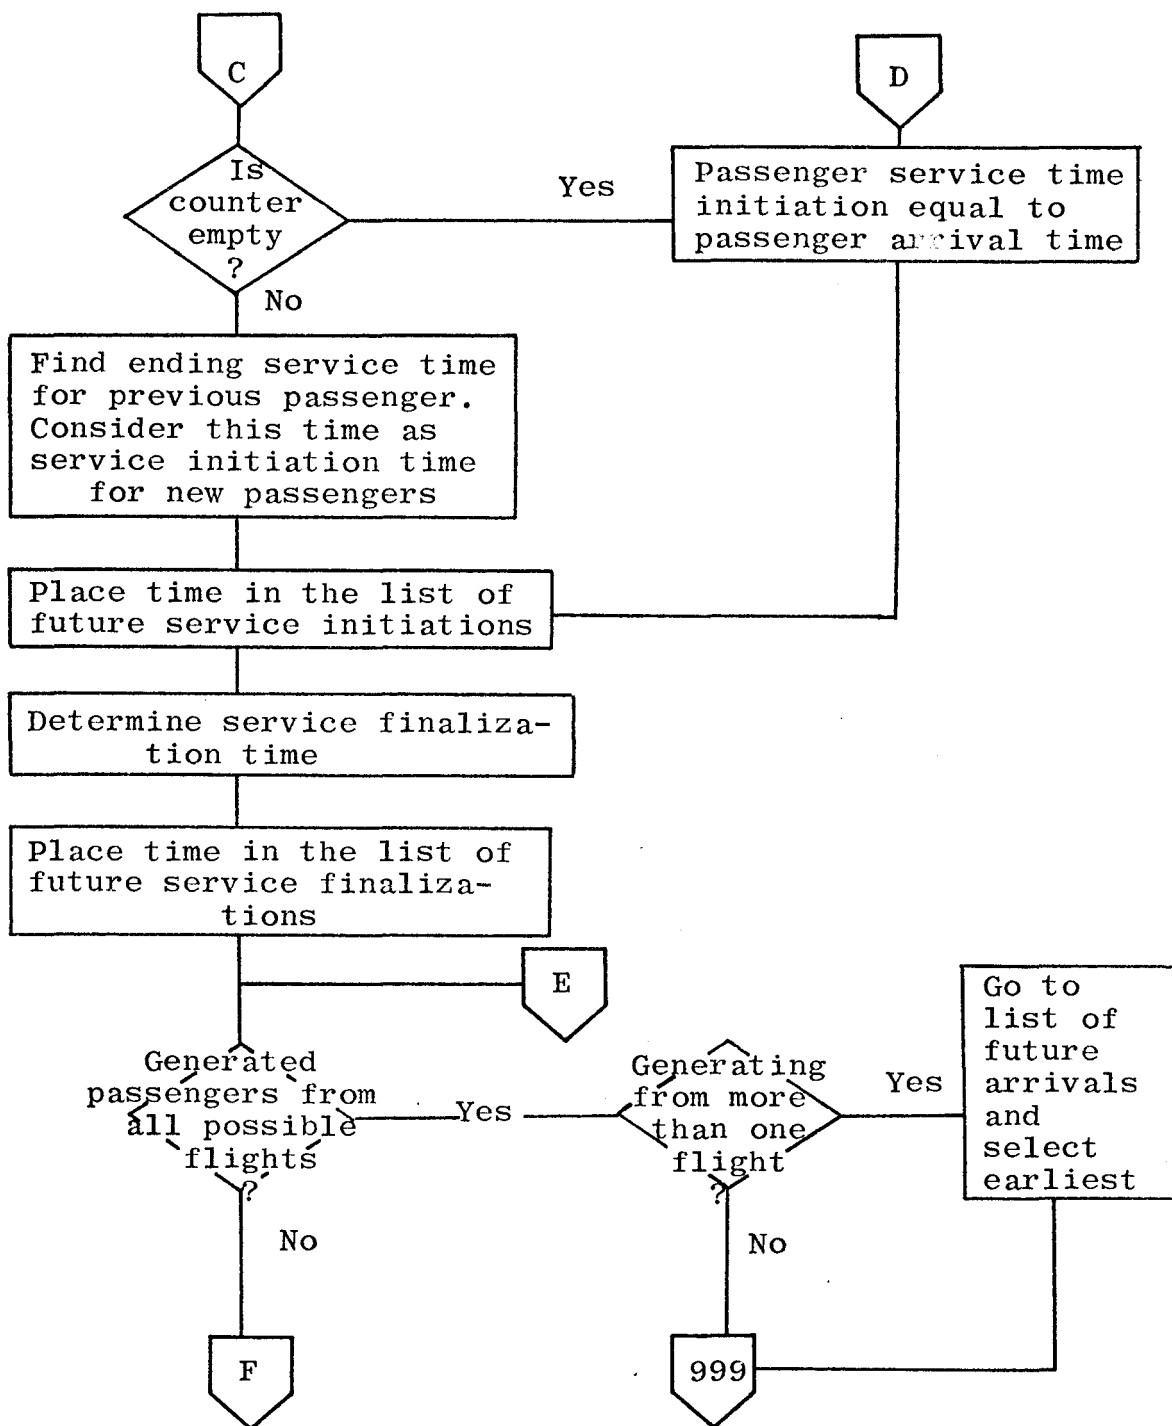 C
D
Is
counter
empty
?
Yes
Passenger service time
initiation equal to
passenger arrival time
No
Find ending service time
for previous passenger.
Consider this time as
service initiation time
for new passengers
Place time in the list of
future service initiations
Determine service finaliza-
tion time
Place time in the list of
future service finaliza-
tions
E
Generated
passengers from
all possible
flights
?
Yes
Generating
from more
than one
flight
?
Yes
Go to
list of
future
arrivals
and
select
earliest
No
No
F
999